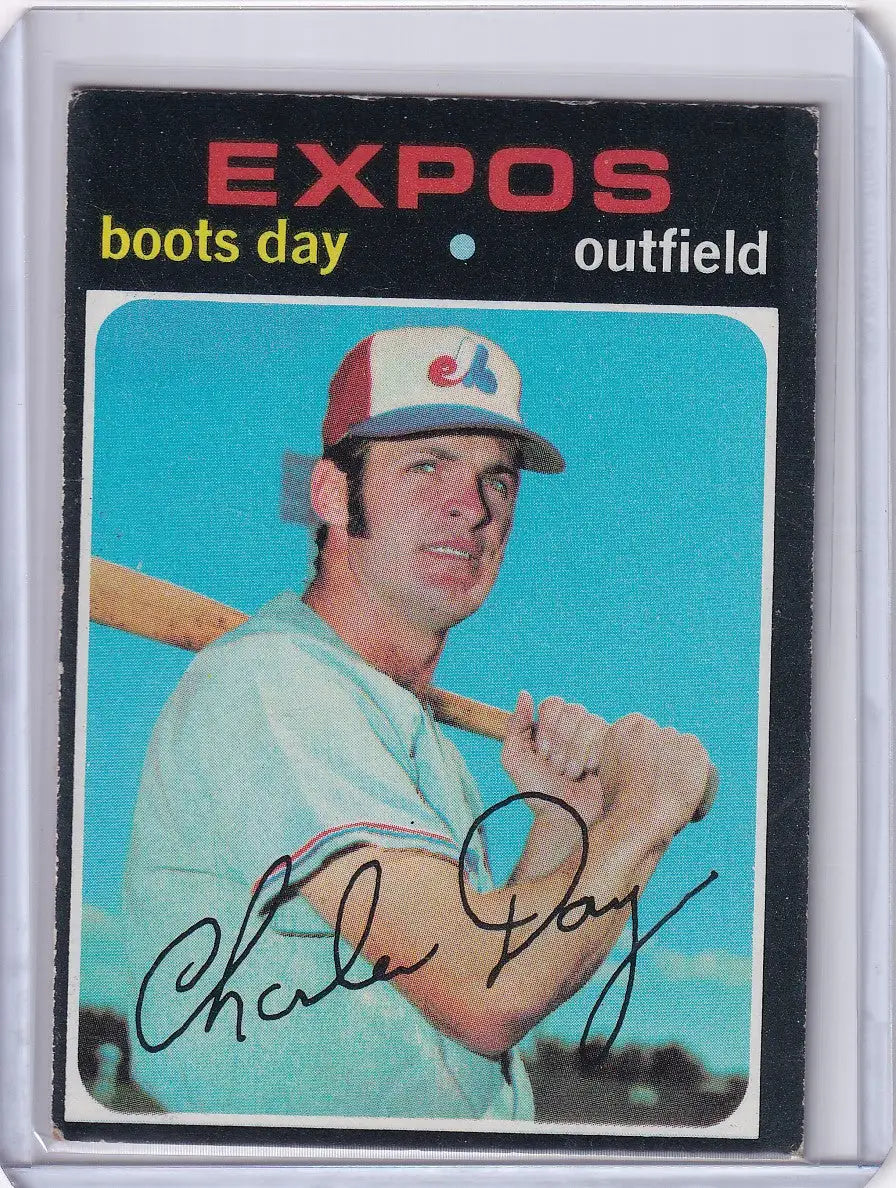 EXPOS
boots day • outfield
Charles Day